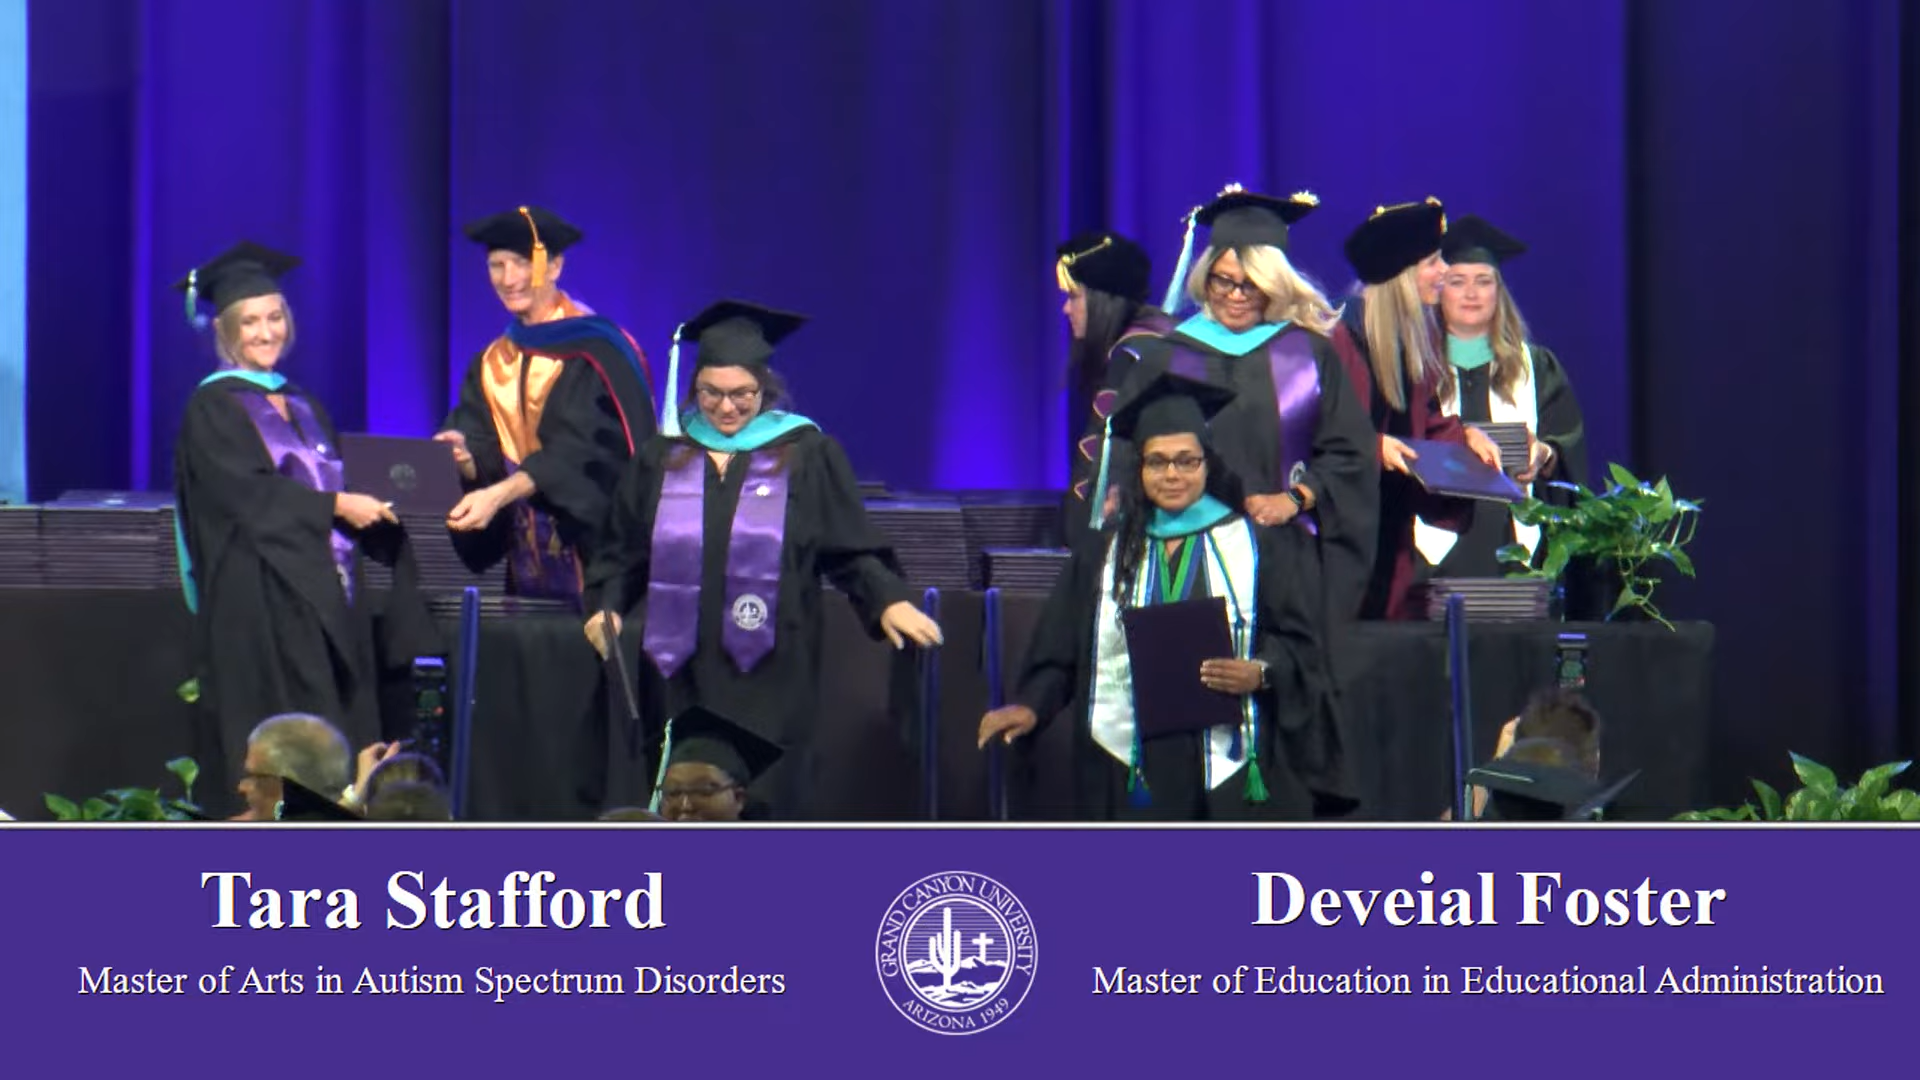 Tara Stafford
Master of Arts in Autism Spectrum Disorders
GRAND CANYON UNIVERSITY
ARIZONA 1949
Deveial Foster
Master of Education in Educational Administration